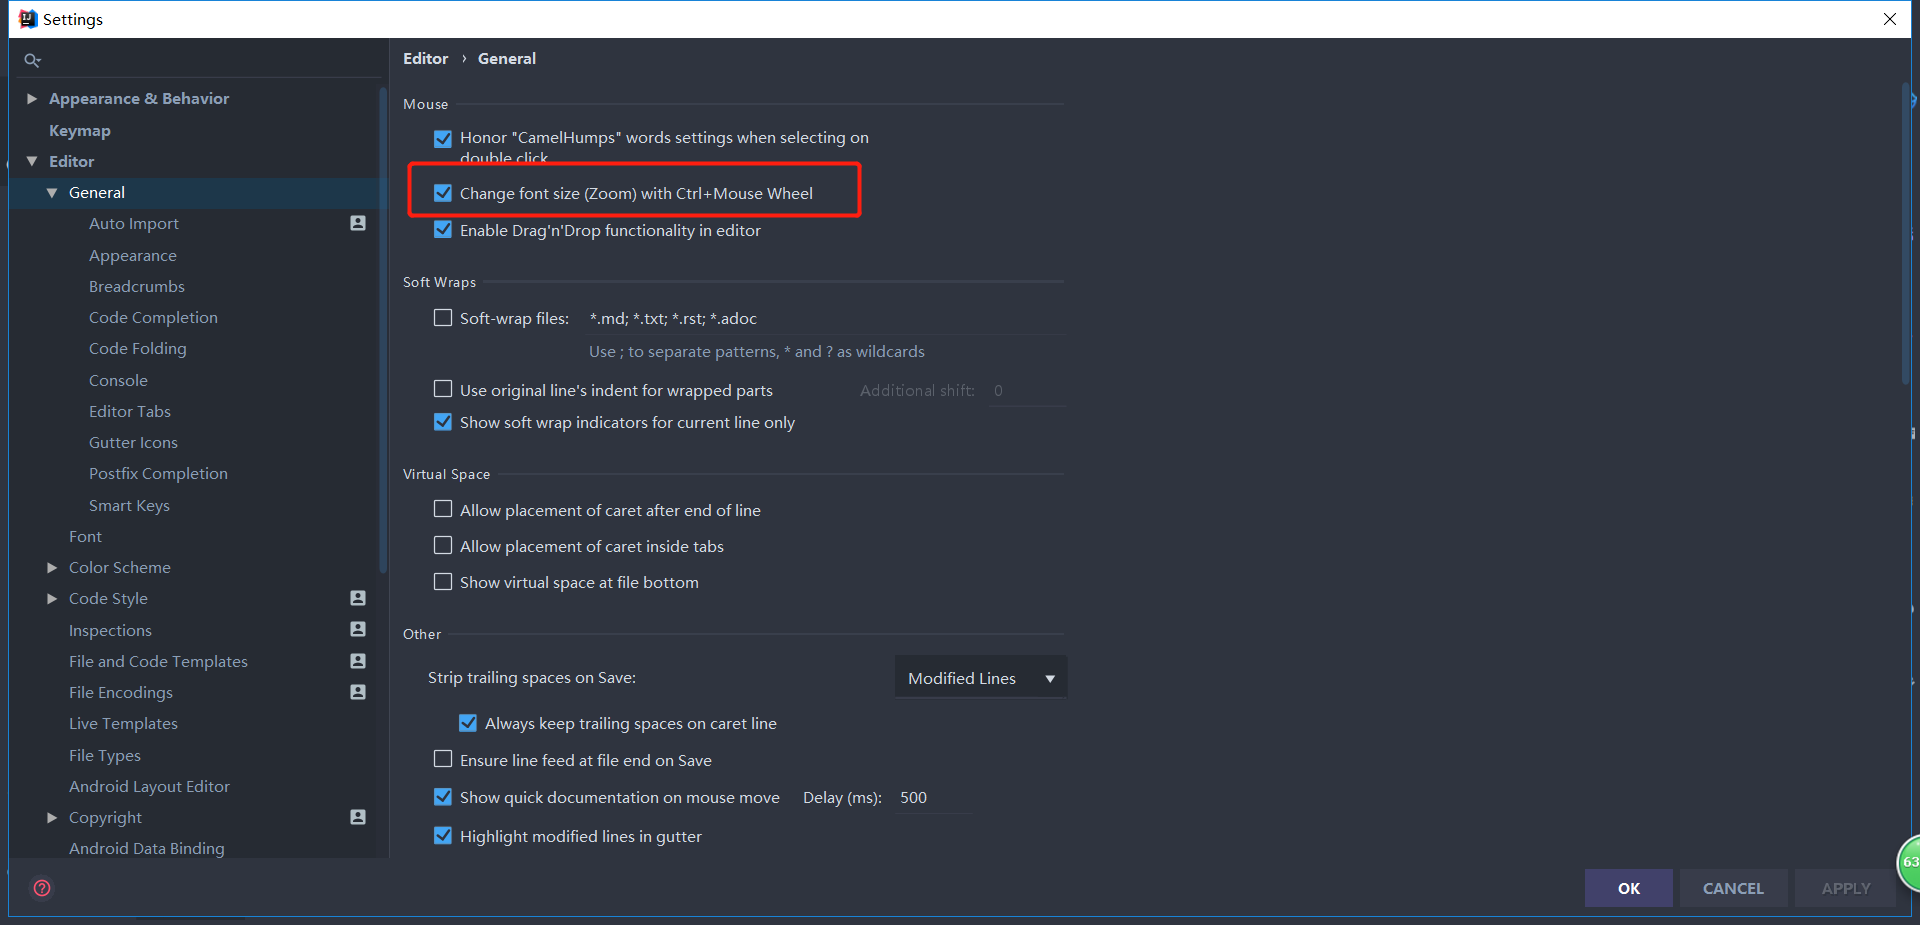 Settings
Editor › General
Appearance & Behavior
Keymap
Editor
General
Auto Import
Appearance
Breadcrumbs
Code Completion
Code Folding
Console
Editor Tabs
Gutter Icons
Postfix Completion
Smart Keys
Font
Color Scheme
Code Style
Inspections
File and Code Templates
File Encodings
Live Templates
File Types
Android Layout Editor
Copyright
Android Data Binding
Mouse
Honor "CamelHumps" words settings when selecting on
double click
Change font size (Zoom) with Ctrl+Mouse Wheel
Enable Drag'n'Drop functionality in editor
Soft Wraps
Soft-wrap files: *.md; *.txt; *.rst; *.adoc
Use ; to separate patterns, * and ? as wildcards
Use original line's indent for wrapped parts Additional shift: 0
Show soft wrap indicators for current line only
Virtual Space
Allow placement of caret after end of line
Allow placement of caret inside tabs
Show virtual space at file bottom
Other
Strip trailing spaces on Save: Modified Lines
Always keep trailing spaces on caret line
Ensure line feed at file end on Save
Show quick documentation on mouse move Delay (ms): 500
Highlight modified lines in gutter
63
OK CANCEL APPLY